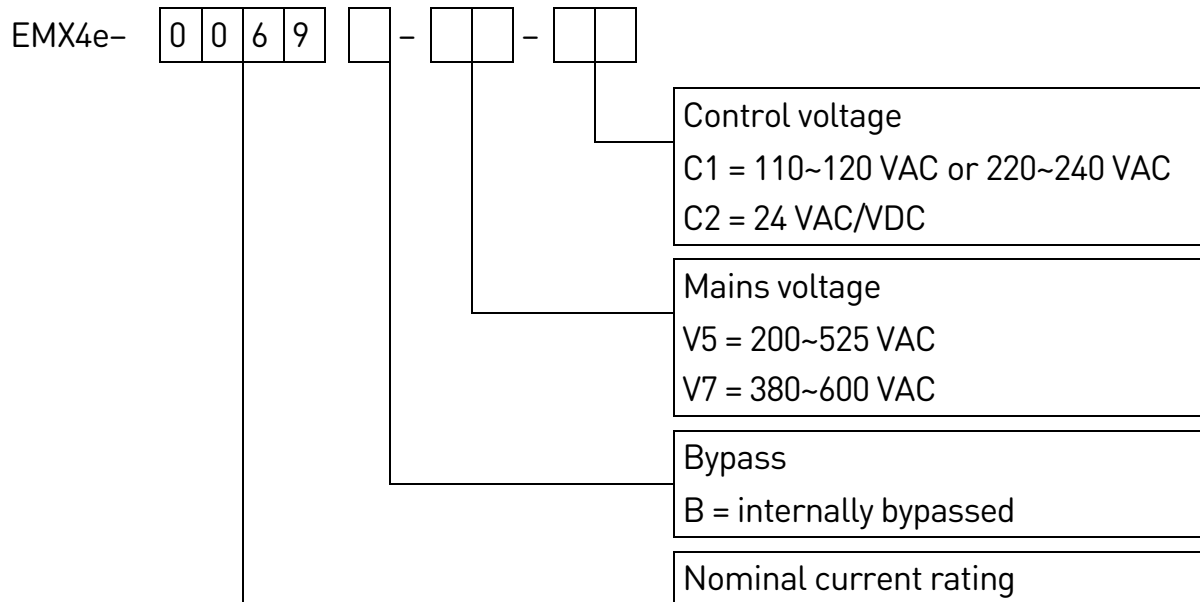 EMX4e– 0 0 6 9 – –
Control voltage
C1 = 110~120 VAC or 220~240 VAC
C2 = 24 VAC/VDC
Mains voltage
V5 = 200~525 VAC
V7 = 380~600 VAC
Bypass
B = internally bypassed
Nominal current rating